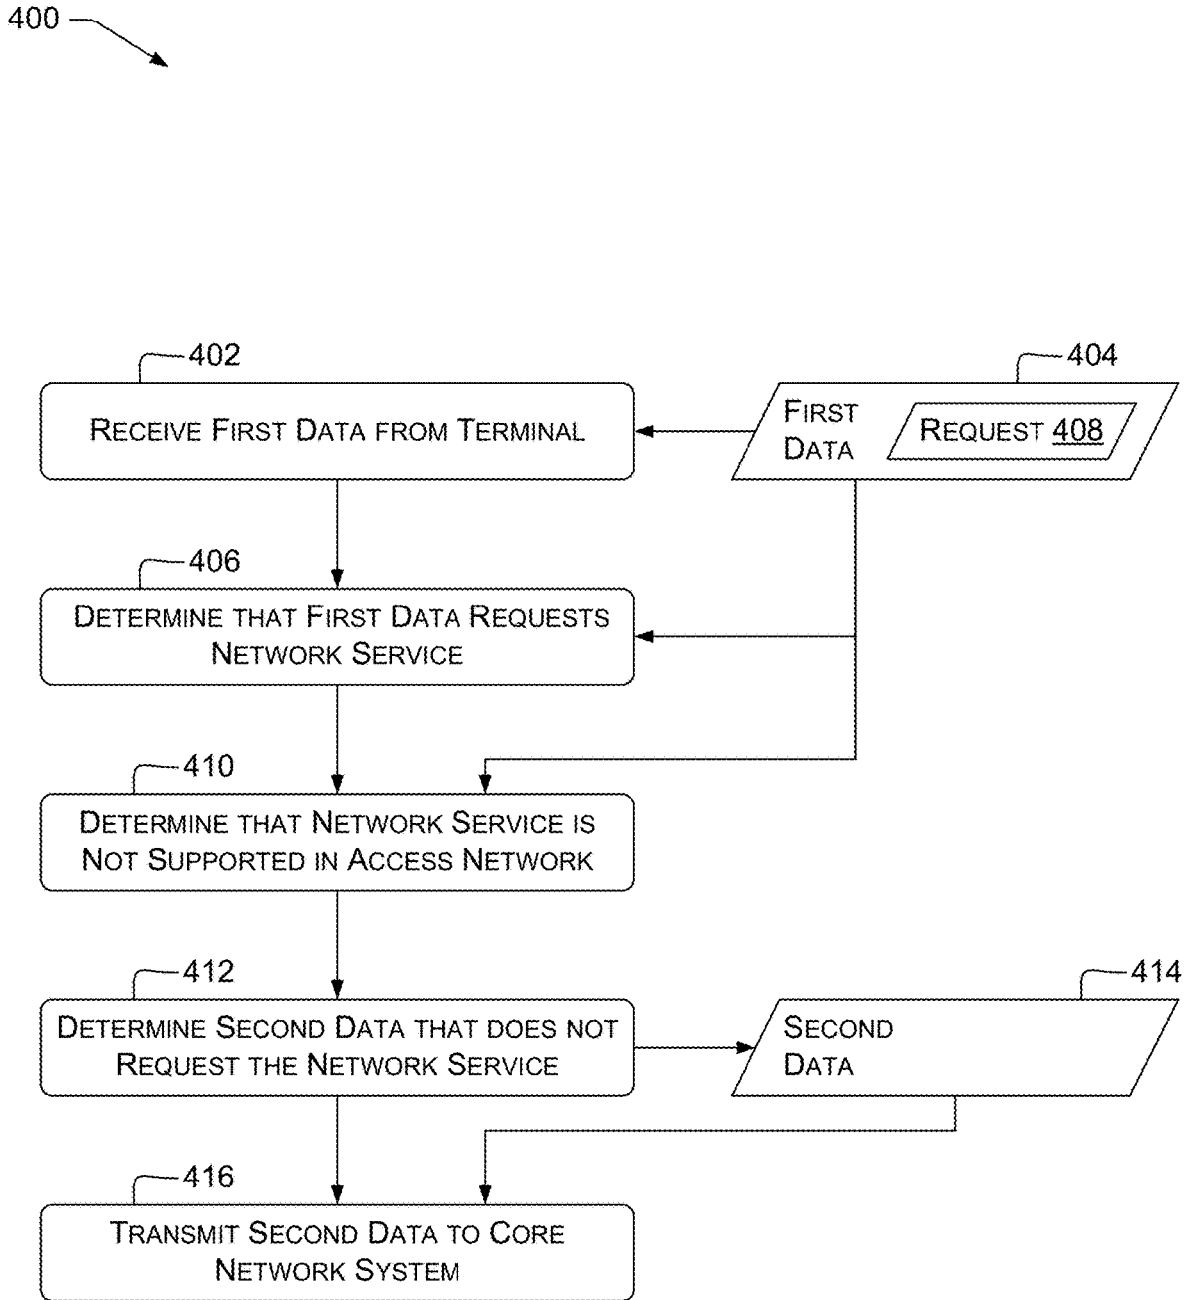 400
402
404
RECEIVE FIRST DATA FROM TERMINAL
FIRST
DATA
REQUEST 408
406
DETERMINE THAT FIRST DATA REQUESTS
NETWORK SERVICE
410
DETERMINE THAT NETWORK SERVICE IS
NOT SUPPORTED IN ACCESS NETWORK
412
414
DETERMINE SECOND DATA THAT DOES NOT
REQUEST THE NETWORK SERVICE
SECOND
DATA
416
TRANSMIT SECOND DATA TO CORE
NETWORK SYSTEM